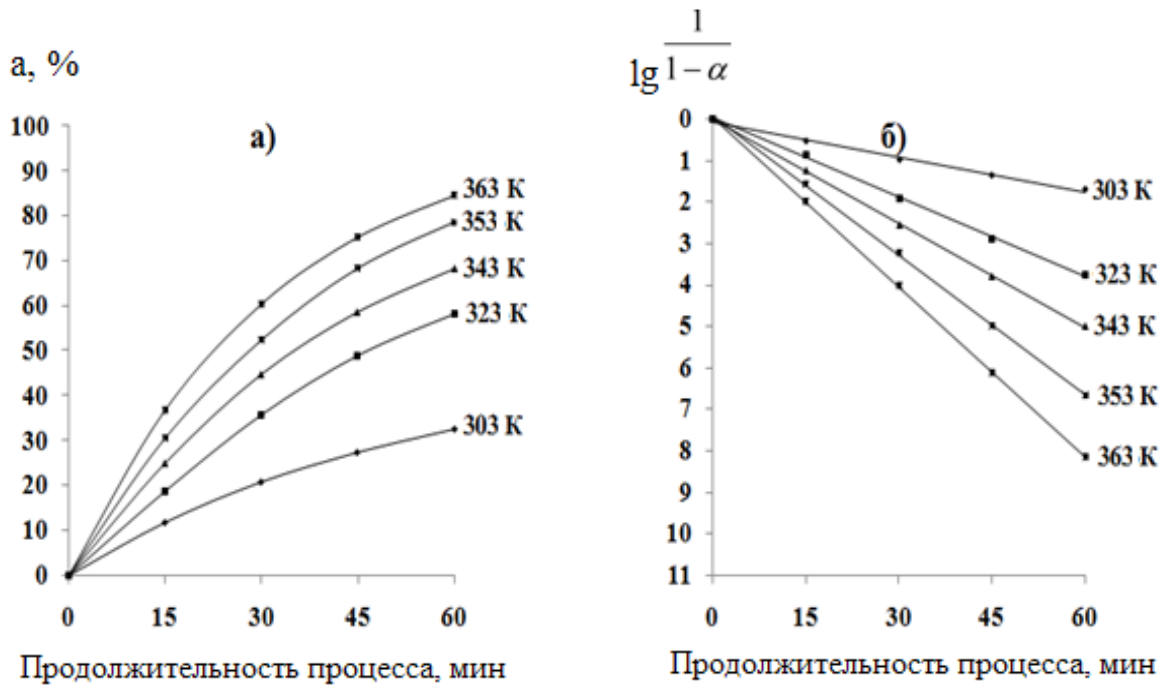 a, %
а)
100
90
80
70
60
50
40
30
20
10
0
363 К
353 К
343 К
323 К
303 К
0 15 30 45 60
Продолжительность процесса, мин
lg 1/(1 − α)
б)
0
1
2
3
4
5
6
7
8
9
10
11
303 К
323 К
343 К
353 К
363 К
0 15 30 45 60
Продолжительность процесса, мин